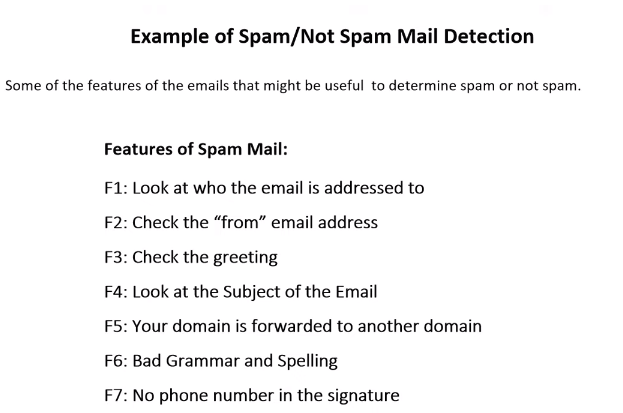 Example of Spam/Not Spam Mail Detection
Some of the features of the emails that might be useful  to determine spam or not spam.
Features of Spam Mail:
F1: Look at who the email is addressed to
F2: Check the “from” email address
F3: Check the greeting
F4: Look at the Subject of the Email
F5: Your domain is forwarded to another domain
F6: Bad Grammar and Spelling
F7: No phone number in the signature